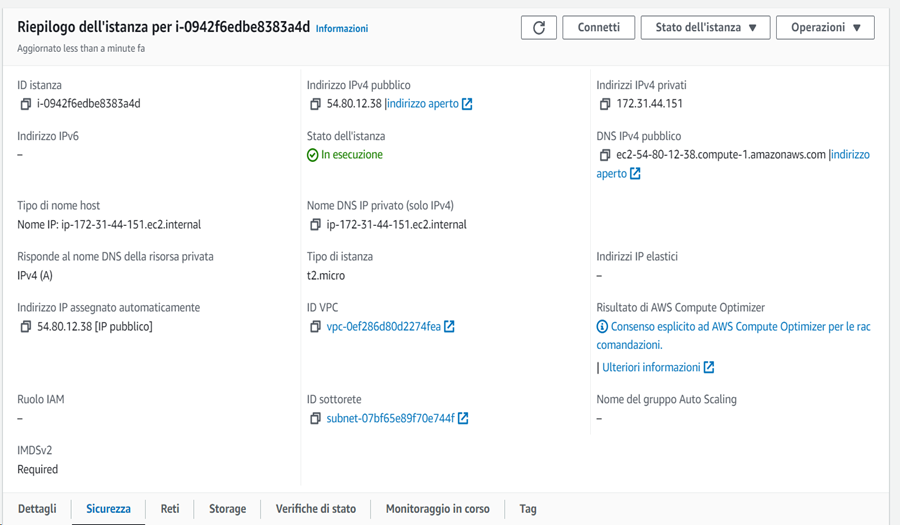 Riepilogo dell'istanza per i-0942f6edbe8383a4d Informazioni
Connetti
Stato dell'istanza
Operazioni
Aggiornato less than a minute fa
ID istanza
i-0942f6edbe8383a4d
Indirizzo IPv4 pubblico
54.80.12.38 |indirizzo aperto
Indirizzi IPv4 privati
172.31.44.151
Indirizzo IPv6
–
Stato dell'istanza
In esecuzione
DNS IPv4 pubblico
ec2-54-80-12-38.compute-1.amazonaws.com |indirizzo
aperto
Tipo di nome host
Nome IP: ip-172-31-44-151.ec2.internal
Nome DNS IP privato (solo IPv4)
ip-172-31-44-151.ec2.internal
Risponde al nome DNS della risorsa privata
IPv4 (A)
Tipo di istanza
t2.micro
Indirizzi IP elastici
–
Indirizzo IP assegnato automaticamente
54.80.12.38 [IP pubblico]
ID VPC
vpc-0ef286d80d2274fea
Risultato di AWS Compute Optimizer
Consenso esplicito ad AWS Compute Optimizer per le rac
comandazioni.
| Ulteriori informazioni
Ruolo IAM
–
ID sottorete
subnet-07bf65e89f70e744f
Nome del gruppo Auto Scaling
–
IMDSv2
Required
Dettagli
Sicurezza
Reti
Storage
Verifiche di stato
Monitoraggio in corso
Tag